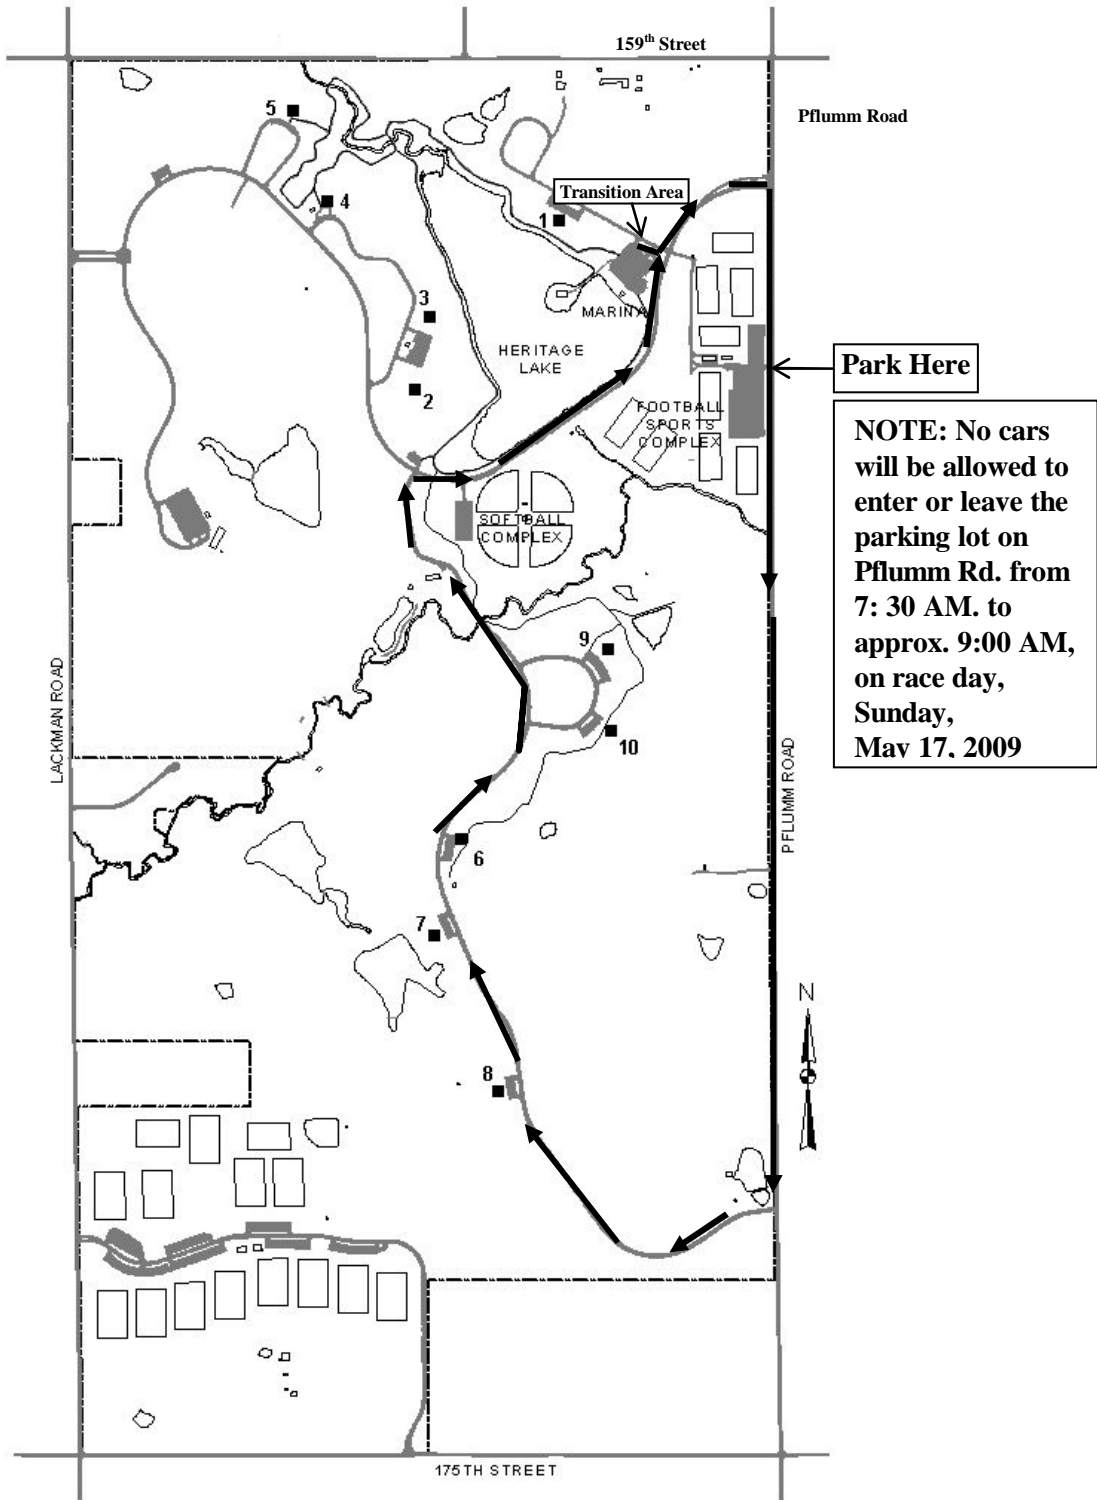 159th Street
Pflumm Road
5
4
Transition Area
1
3
MARINA
HERITAGE
LAKE
Park Here
2
FOOTBALL
SPORTS
COMPLEX
NOTE: No cars
will be allowed to
enter or leave the
parking lot on
Pflumm Rd. from
7: 30 AM. to
approx. 9:00 AM,
on race day,
Sunday,
May 17, 2009
SOFTBALL
COMPLEX
9
LACKMAN ROAD
10
PFLUMM ROAD
6
7
N
8
175TH STREET